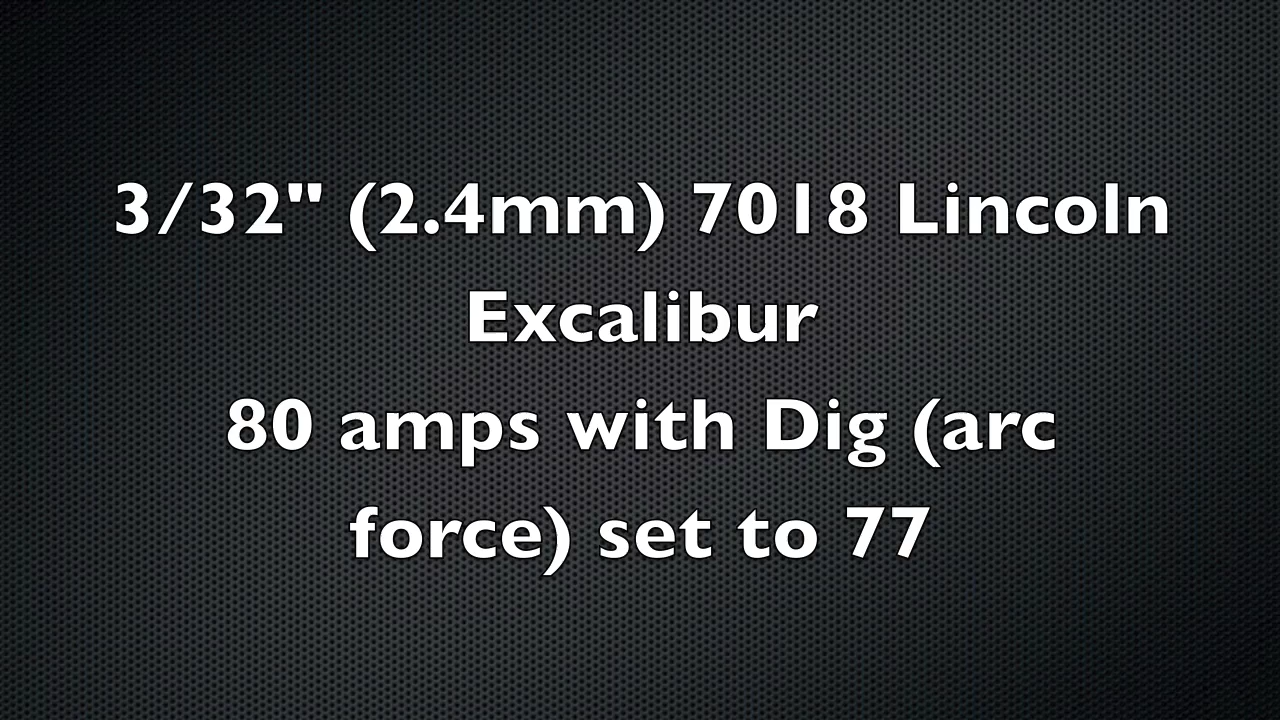 3/32" (2.4mm) 7018 Lincoln
Excalibur
80 amps with Dig (arc
force) set to 77